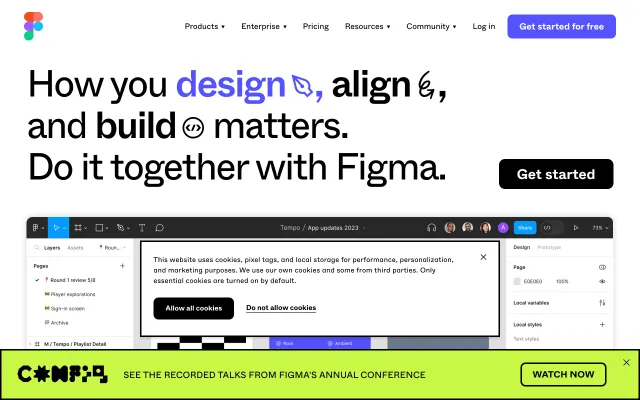 Products ▾ Enterprise ▾ Pricing Resources ▾ Community ▾ Log in Get started for free
How you design, align,
and build </> matters.
Do it together with Figma.
Get started
Tempo / App updates 2023
A Share </> 73%
Layers Assets Roun...
Pages +
Round 1 review 5/8
Player explorations
Sign-in screen
Archive
M / Tempo / Playlist Detail
This website uses cookies, pixel tags, and local storage for performance, personalization,
and marketing purposes. We use our own cookies and some from third parties. Only
essential cookies are turned on by default.
Allow all cookies Do not allow cookies
Rock Ambient
Design Prototype
Page
E0E0E0 100%
Local variables
Local styles +
Text styles
CONFIG SEE THE RECORDED TALKS FROM FIGMA'S ANNUAL CONFERENCE WATCH NOW